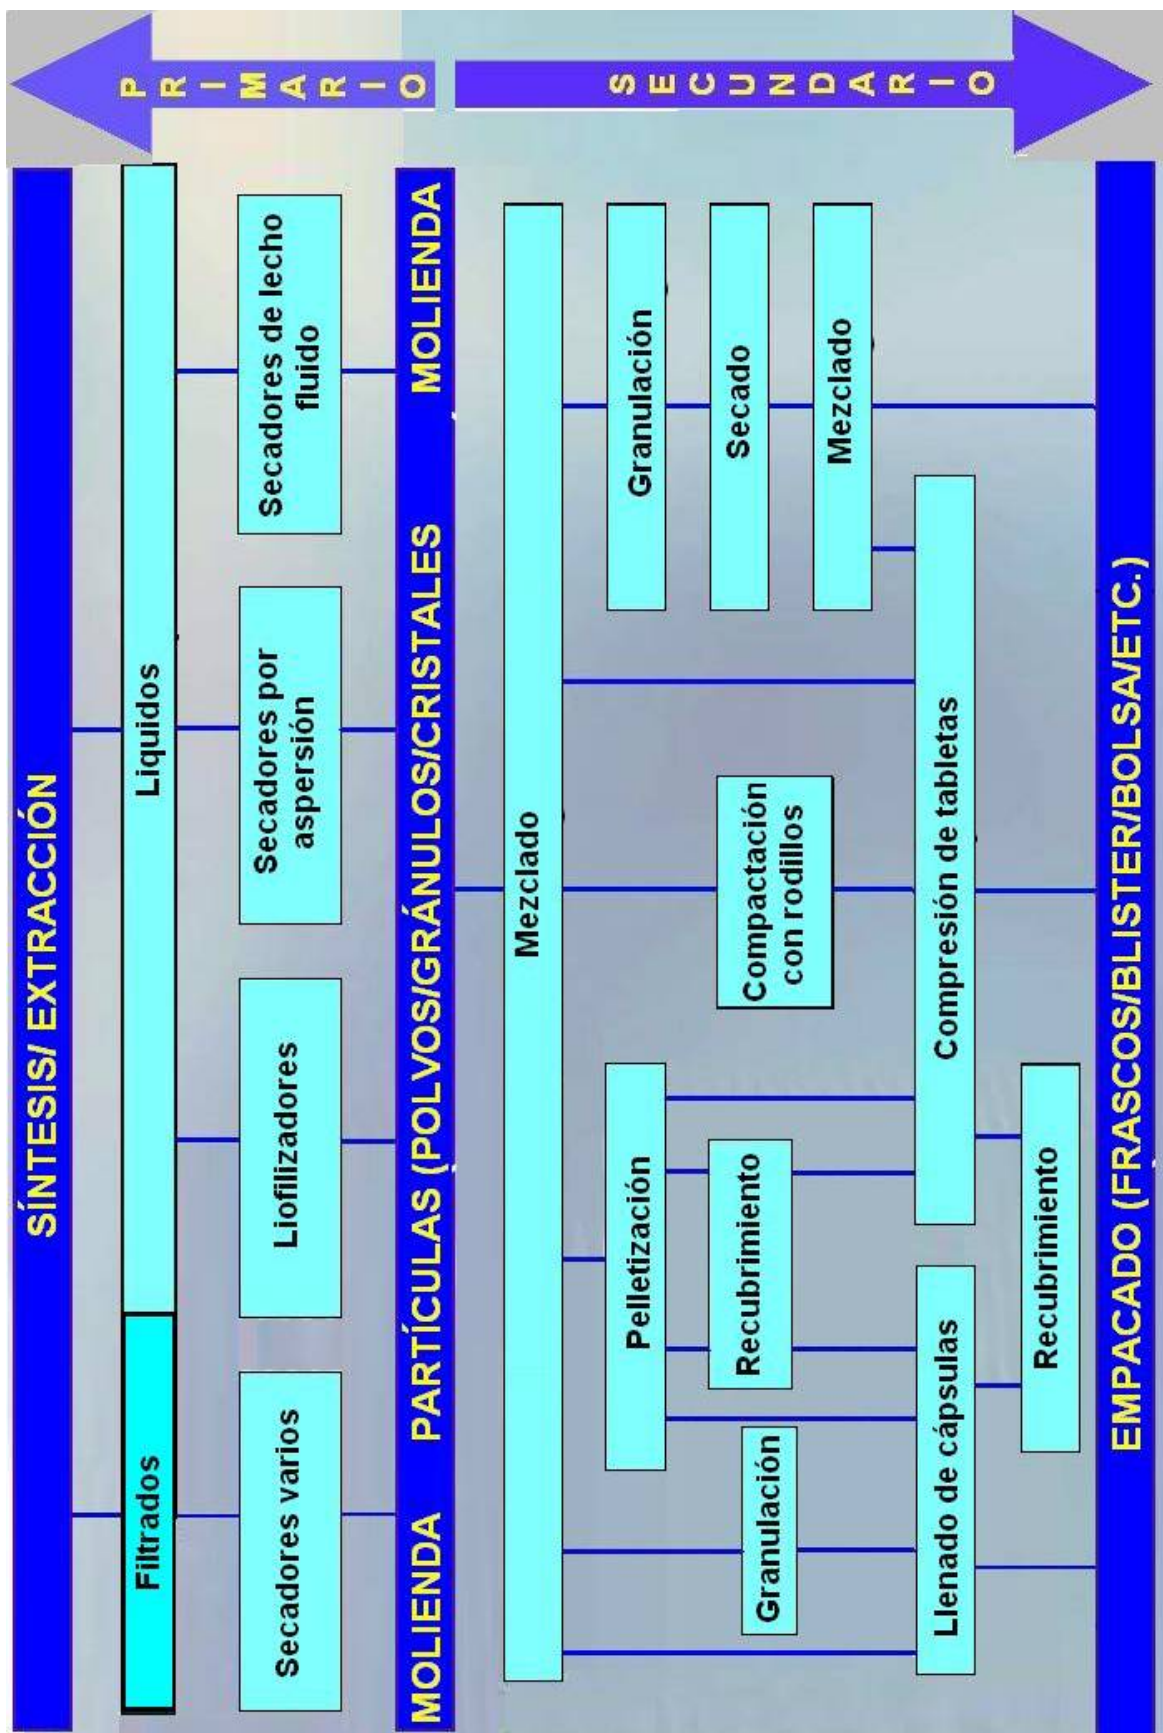 SÍNTESIS/ EXTRACCIÓN
PRIMARIO
Filtrados
Liquidos
Secadores varios
Liofilizadores
Secadores por
aspersión
Secadores de lecho
fluido
MOLIENDA PARTÍCULAS (POLVOS/GRÁNULOS/CRISTALES MOLIENDA
SECUNDARIO
Mezclado
Pelletización
Granulación
Granulación
Recubrimiento
Compactación
con rodillos
Secado
Mezclado
Llenado de cápsulas
Compresión de tabletas
Recubrimiento
EMPACADO (FRASCOS/BLISTER/BOLSA/ETC.)